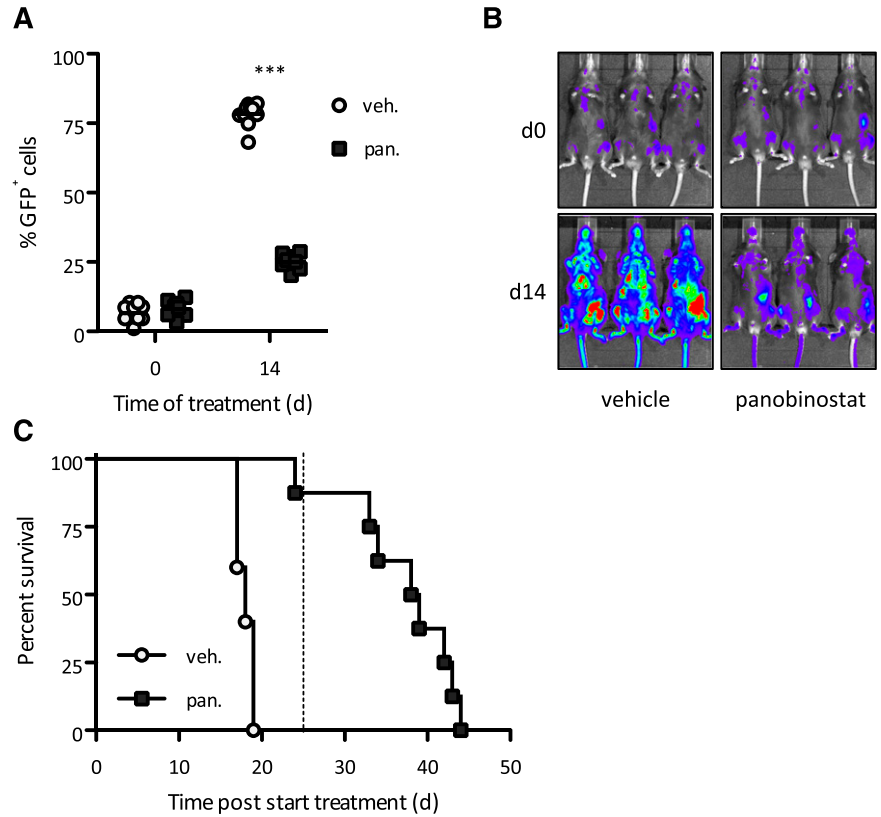 A
100
75
50
25
0
% GFP+ cells
***
veh.
pan.
0 14
Time of treatment (d)
B
d0
d14
vehicle panobinostat
C
100
75
50
25
0
Percent survival
veh.
pan.
0 10 20 30 40 50
Time post start treatment (d)